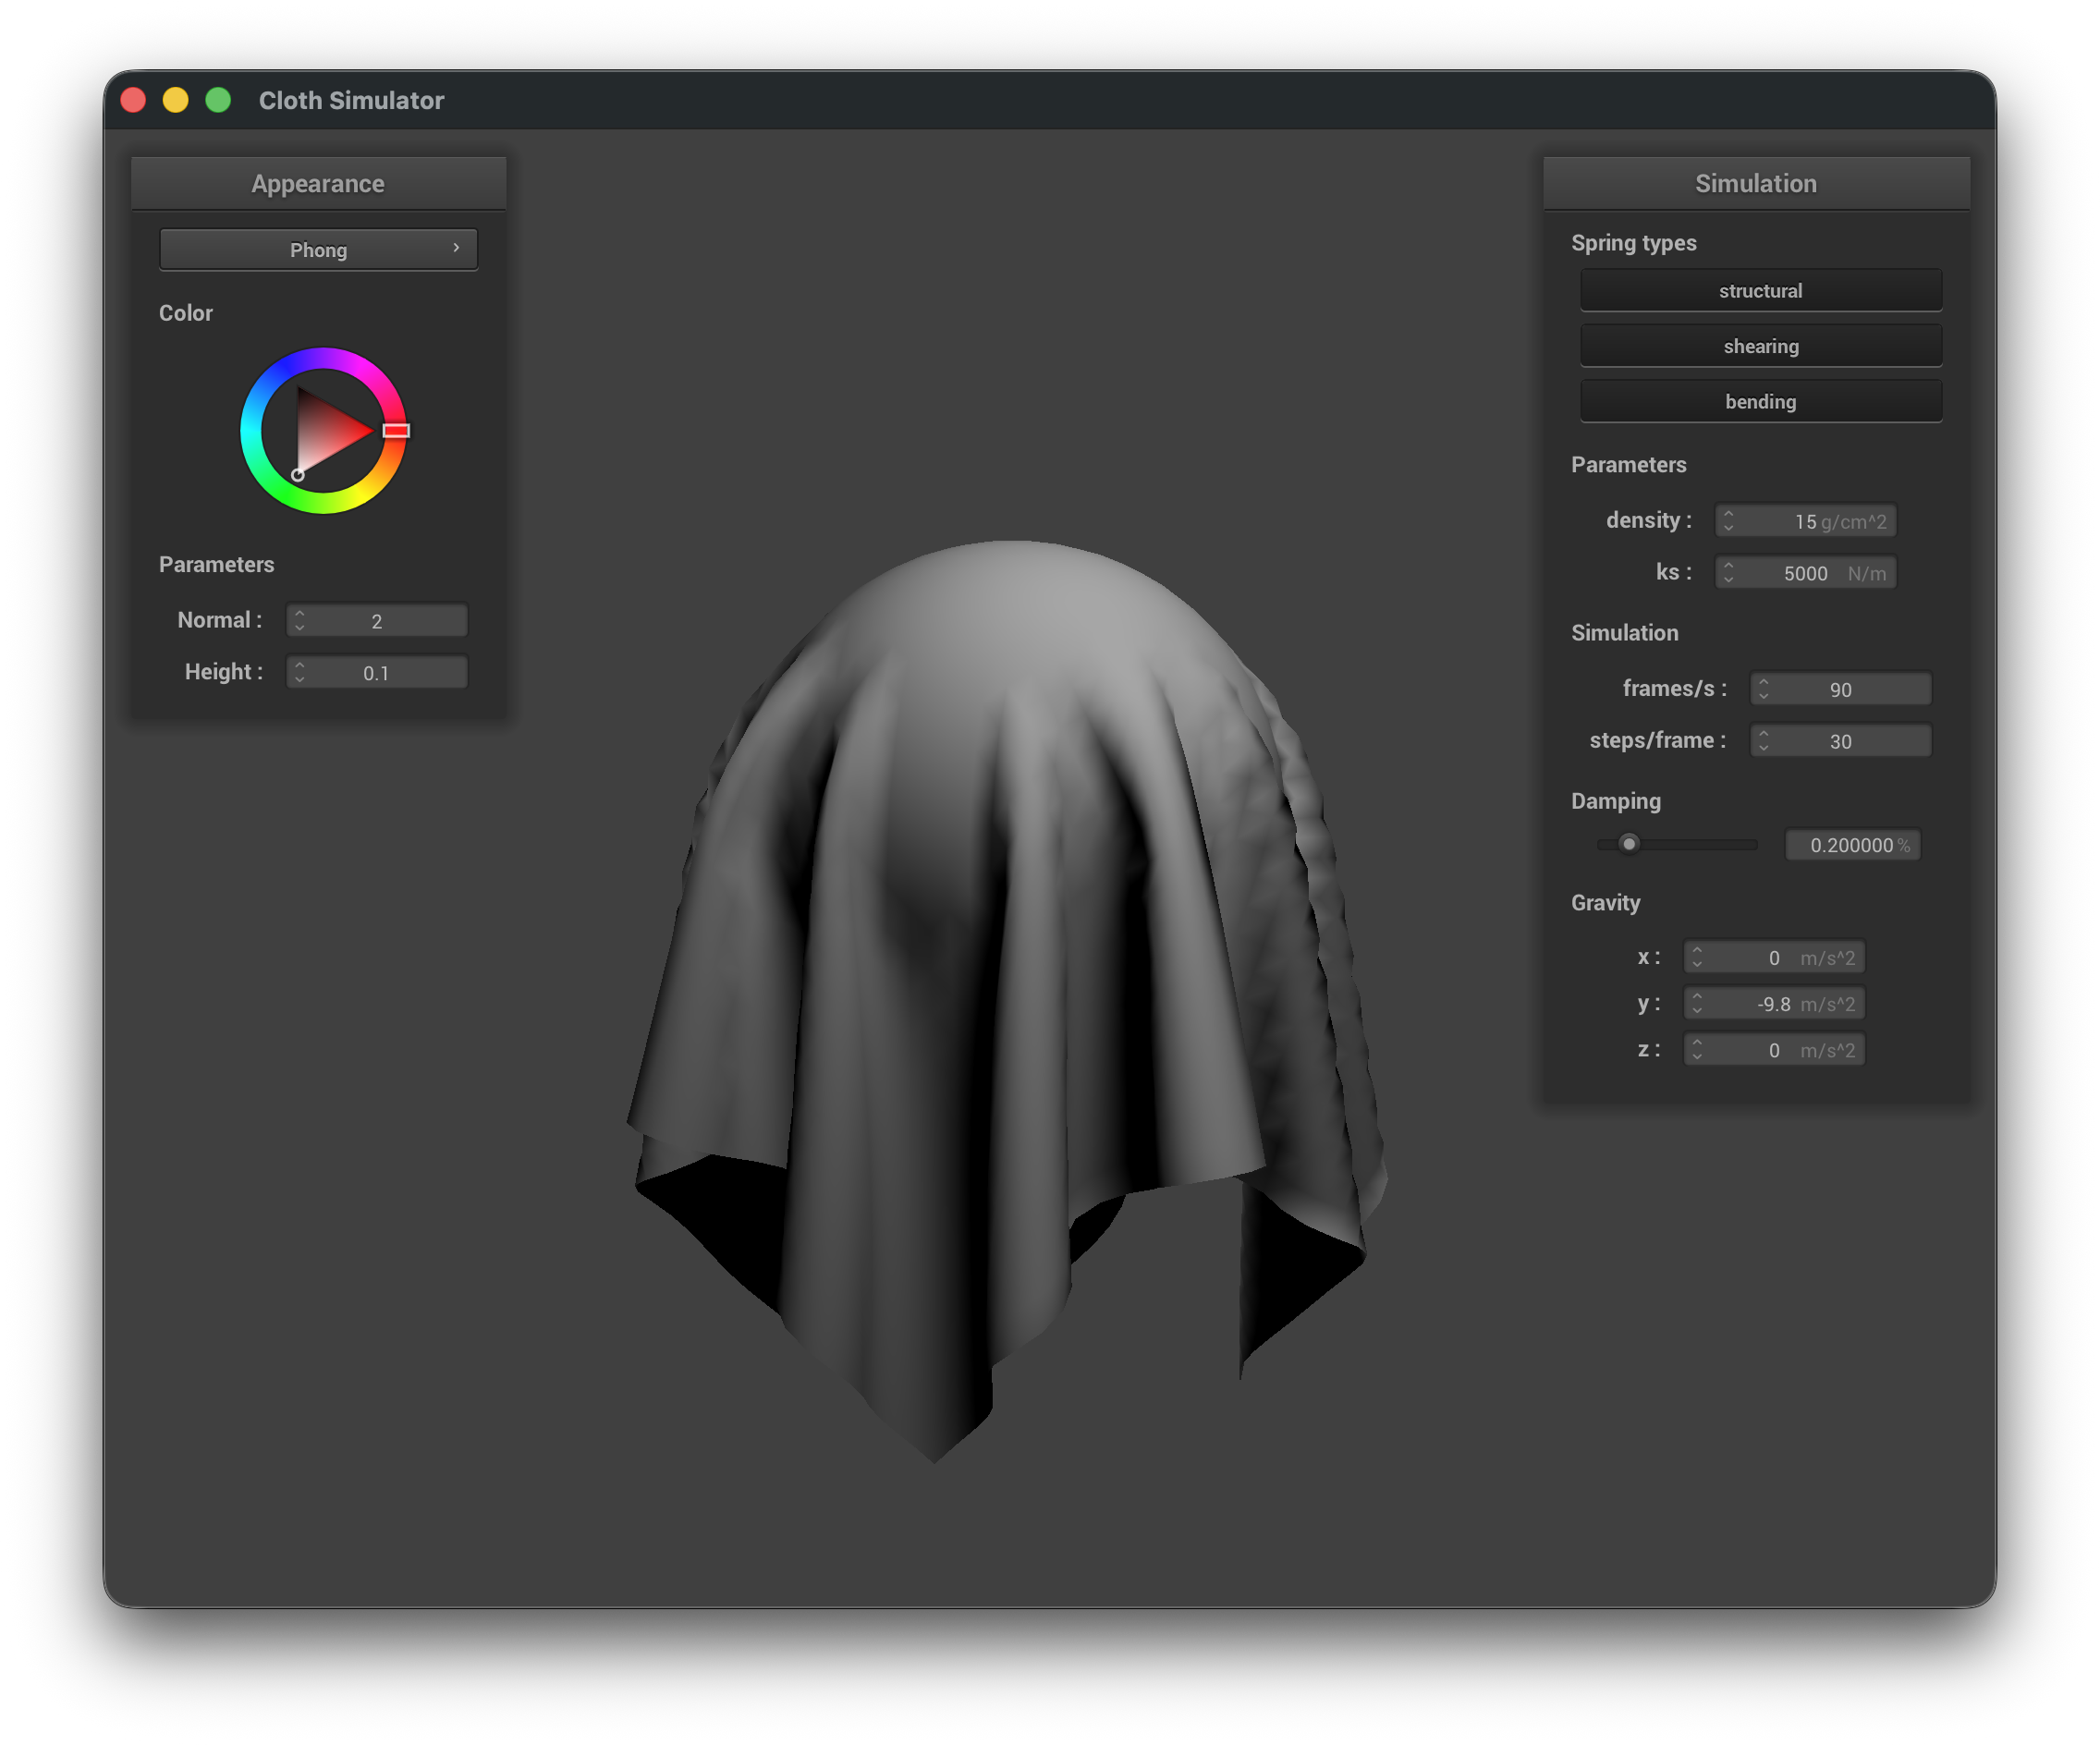 Cloth Simulator
Appearance
Phong
Color
Parameters
Normal : 2
Height : 0.1
Simulation
Spring types
structural
shearing
bending
Parameters
density : 15 g/cm^2
ks : 5000 N/m
Simulation
frames/s : 90
steps/frame : 30
Damping
0.200000 %
Gravity
x : 0 m/s^2
y : -9.8 m/s^2
z : 0 m/s^2